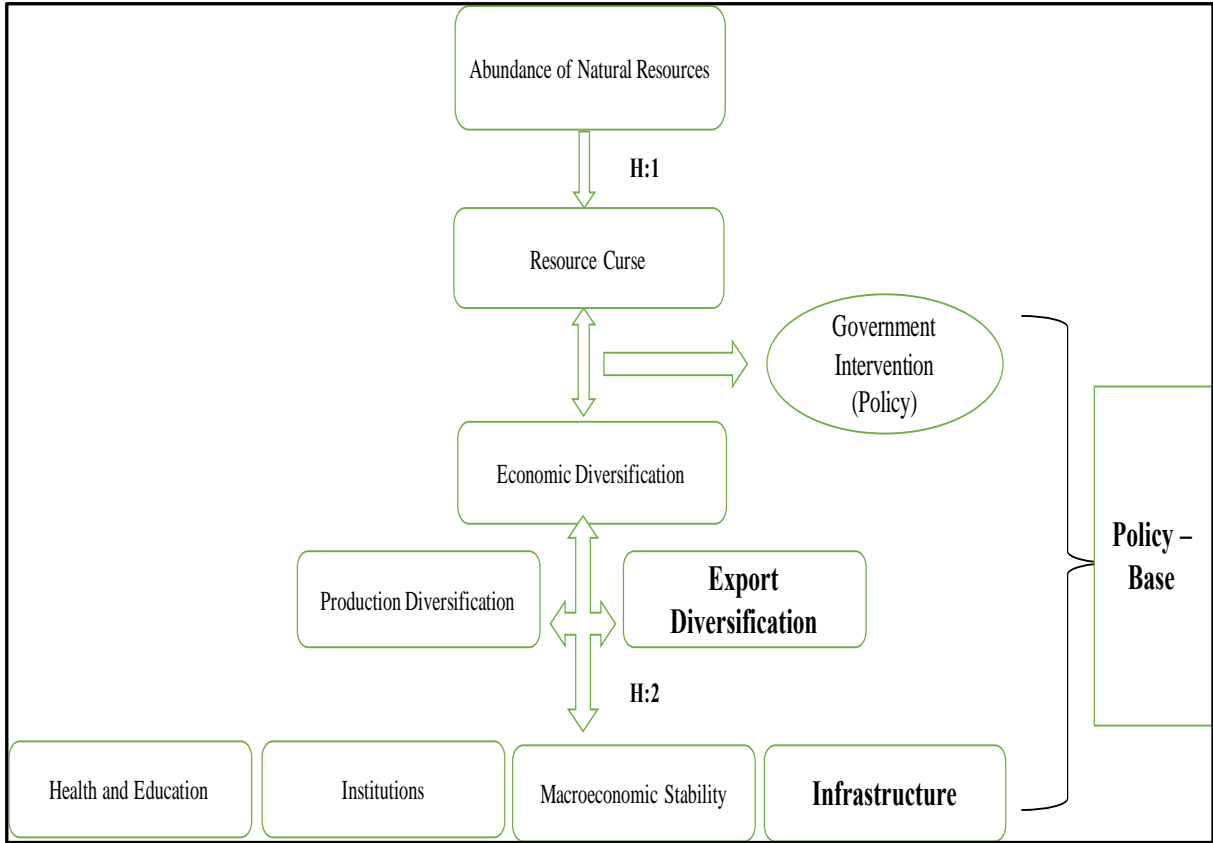 Abundance of Natural Resources
H:1
Resource Curse
Government
Intervention
(Policy)
Economic Diversification
Policy –
Base
Production Diversification
Export
Diversification
H:2
Health and Education
Institutions
Macroeconomic Stability
Infrastructure